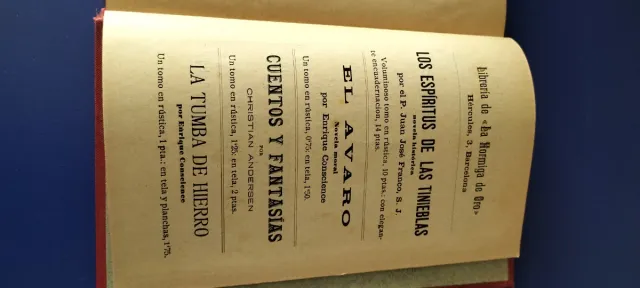 Librería de «La Hormiga de Oro»
Hércules, 3, Barcelona
LOS ESPÍRITUS DE LAS TINIEBLAS
novela histórica
por el P. Juan José Franco, S. J.
Voluminoso tomo en rústica, 10 ptas.: con elegan-
te encuadernacion, 14 ptas.
EL AVARO
Novela moral
por Enrique Conscience
Un tomo en rústica, 0'75: en tela, 1'50.
CUENTOS Y FANTASÍAS
POR
CHRISTIAN ANDERSEN
Un tomo en rústica, 1'25: en tela, 2 ptas.
LA TUMBA DE HIERRO
por Enrique Conscience
Un tomo en rústica, 1 pta.: en tela y planchas, 1'75.